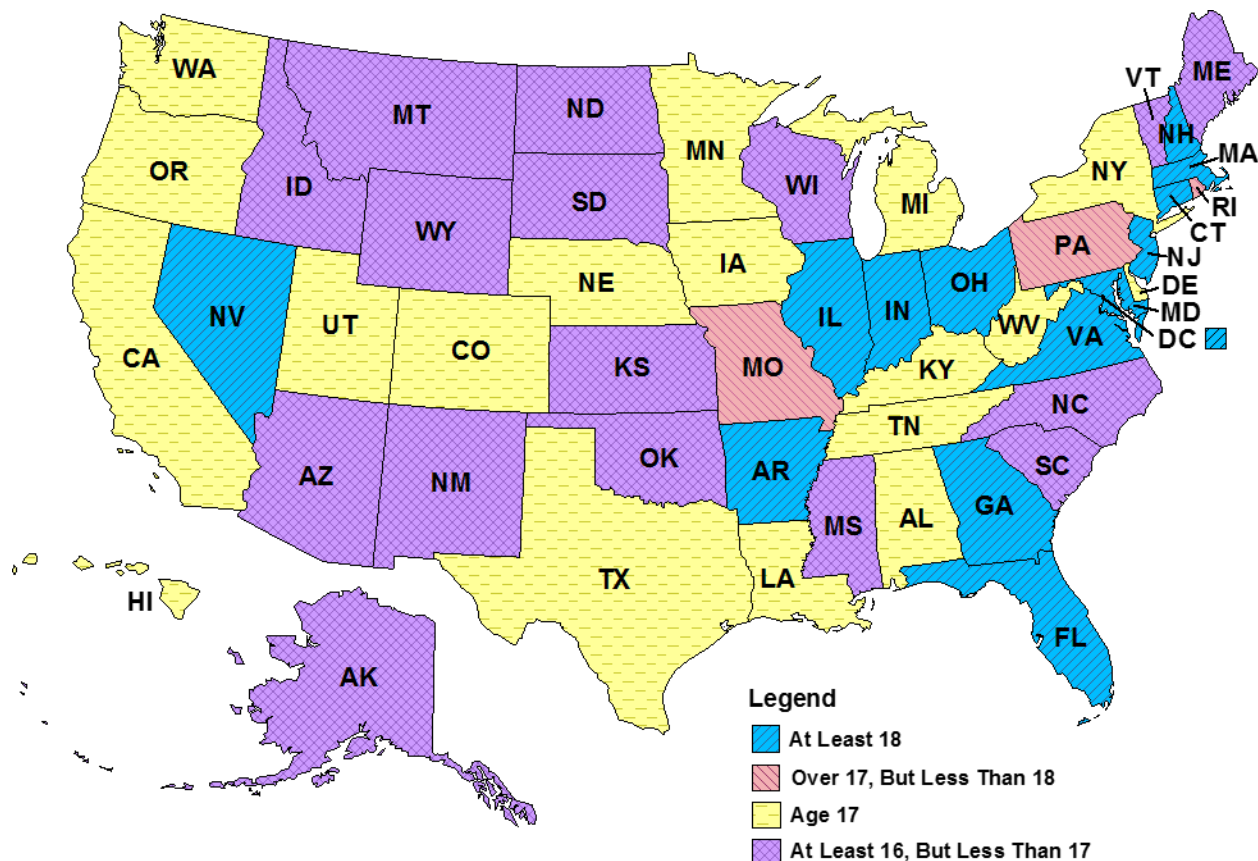 WA
MT
ND
MN
VT
ME
NH
MA
OR
ID
SD
WI
MI
NY
RI
CT
WY
PA
NJ
IA
NE
OH
DE
MD
NV
UT
IL
IN
WV
VA
DC
CO
CA
KS
MO
KY
NC
TN
AZ
NM
OK
AR
SC
MS
AL
GA
TX
LA
HI
FL
AK
Legend
At Least 18
Over 17, But Less Than 18
Age 17
At Least 16, But Less Than 17